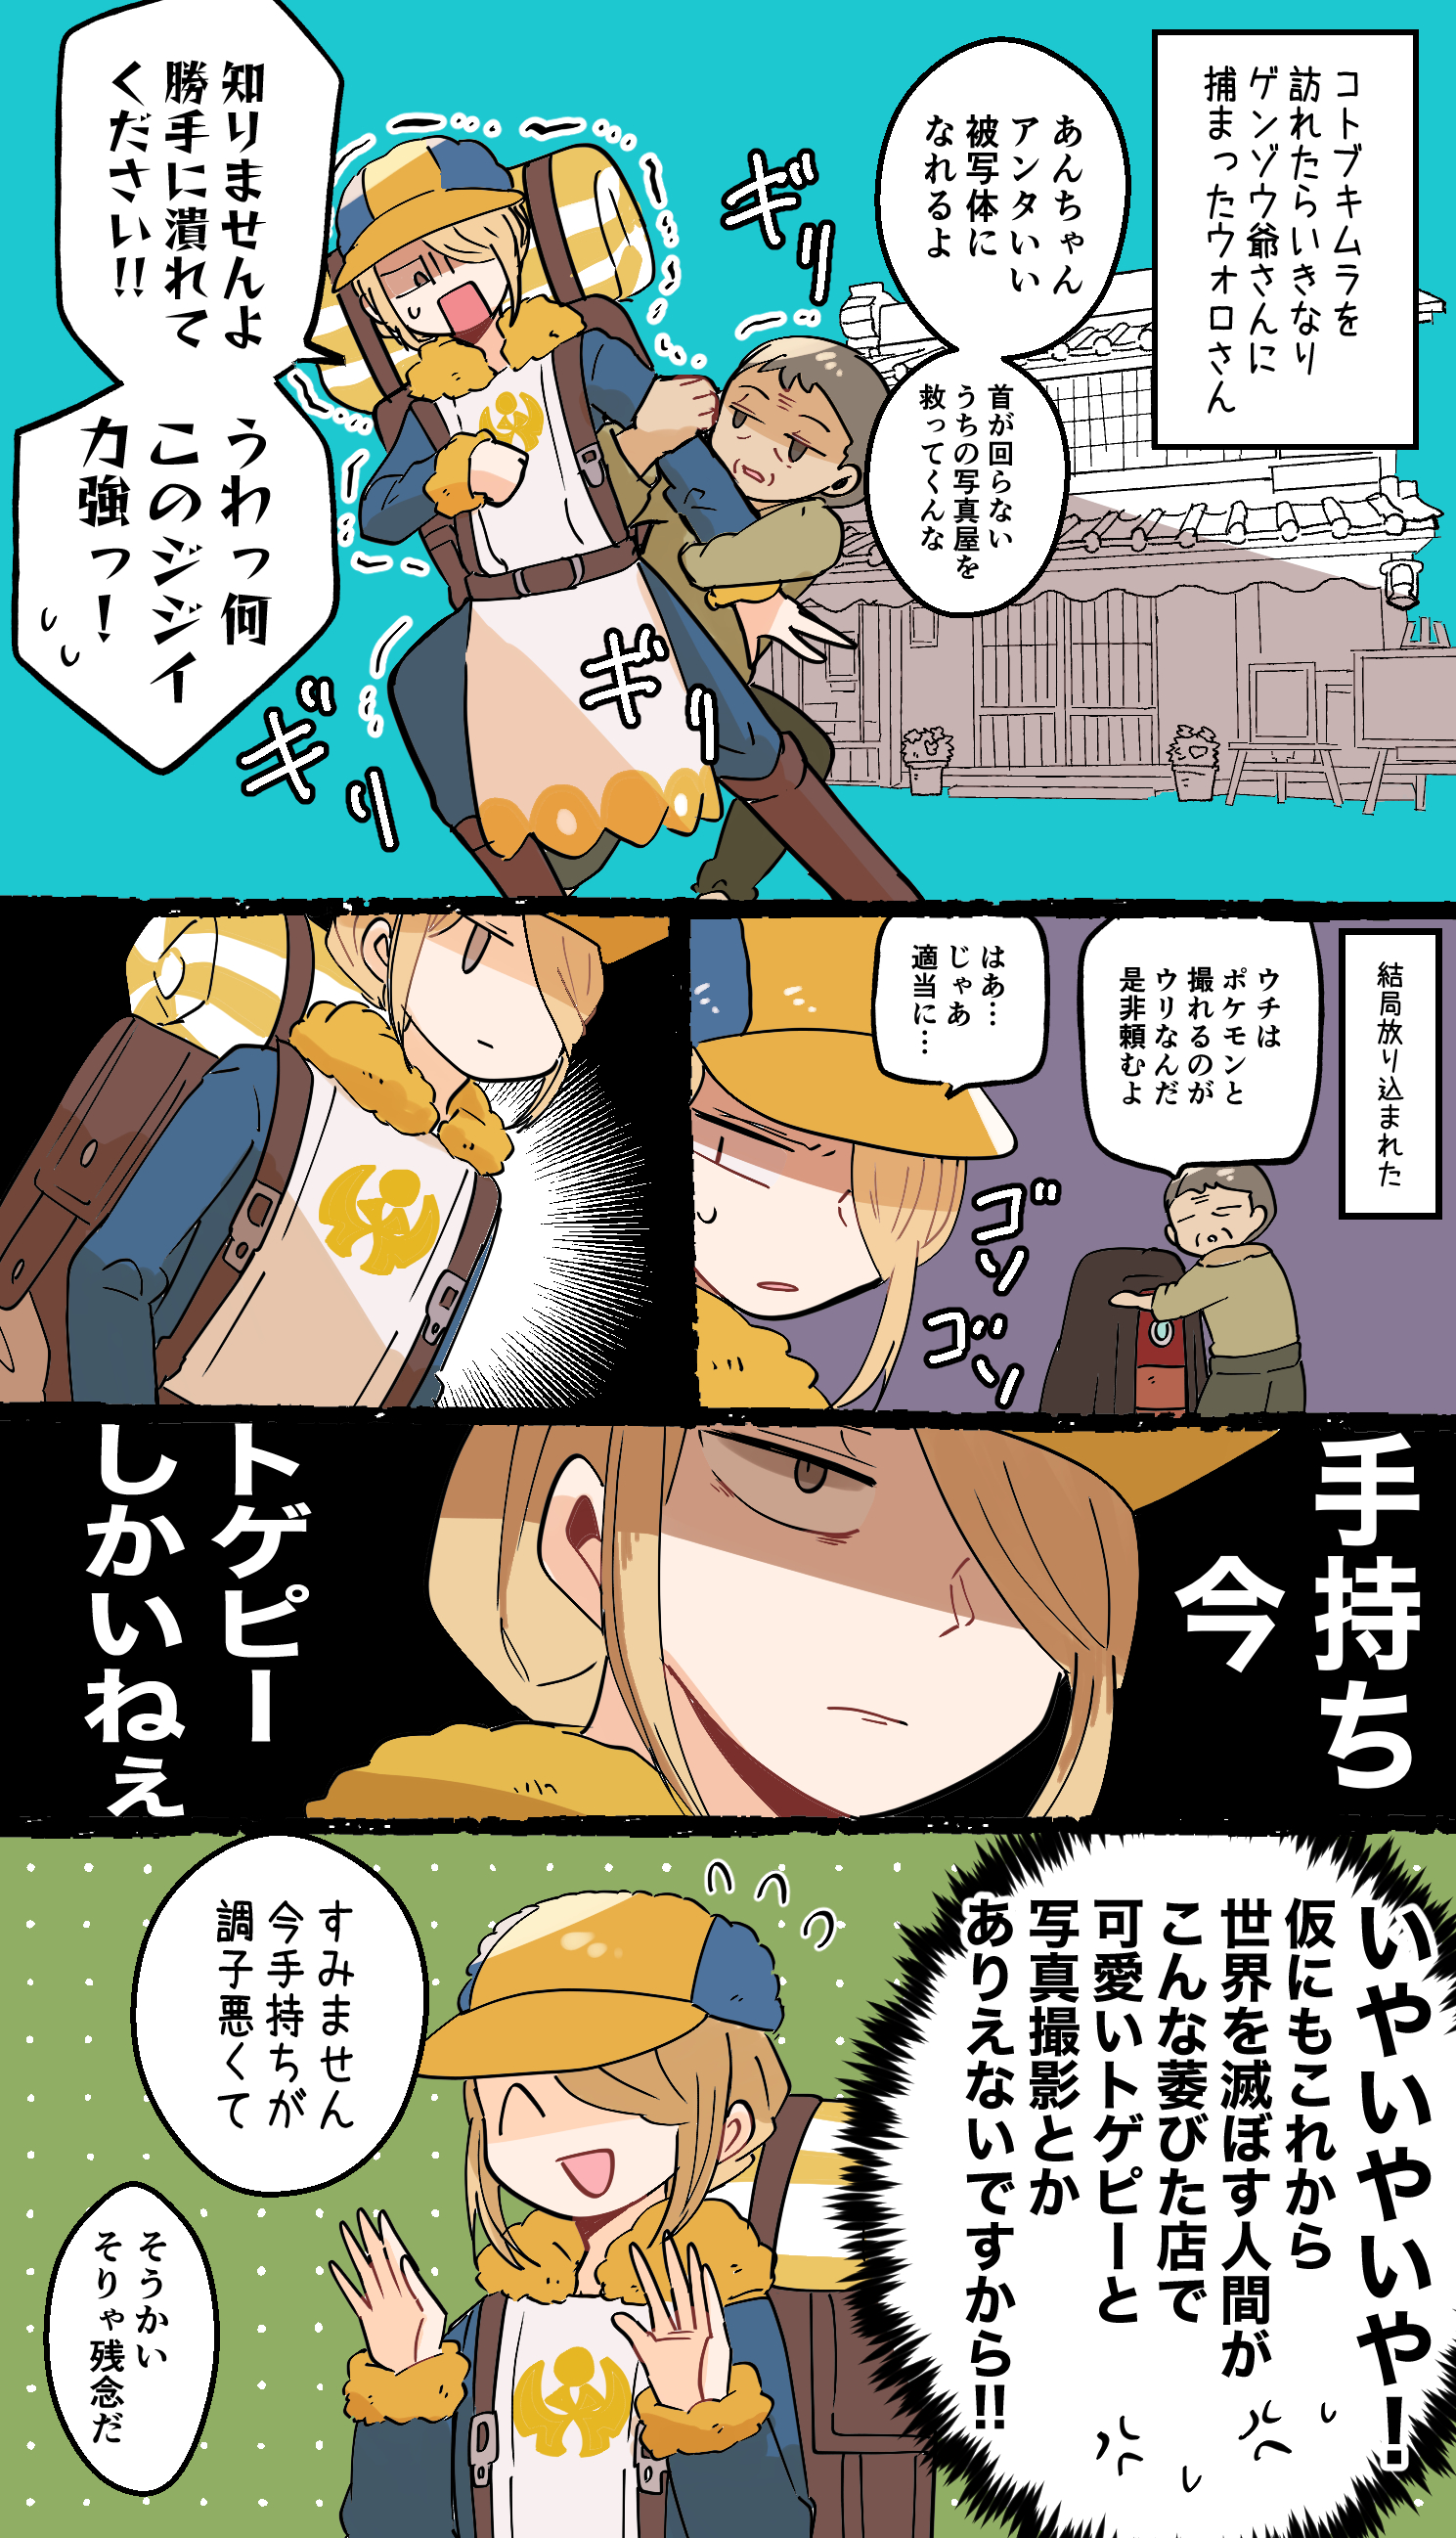 コトブキムラを
訪れたらいきなり
ゲンゾウ爺さんに
捕まったウォロさん
あんちゃん
アンタいい
被写体に
なれるよ
首が回らない
うちの写真屋を
救ってくんな
ギリ
ギリ
ギリ
知りませんよ
勝手に潰れて
ください!!
うわっ何
このジジイ
力強っ!
結局放り込まれた
ウチは
ポケモンと
撮れるのが
ウリなんだ
是非頼むよ
はあ…
じゃあ
適当に…
ゴソ
ゴソ
手持ち
今
トゲピー
しかいねぇ
いやいやいや!
仮にもこれから
世界を滅ぼす人間が
こんな萎びた店で
可愛いトゲピーと
写真撮影とか
ありえないですから!!
すみません
今手持ちが
調子悪くて
そうかい
そりゃ残念だ